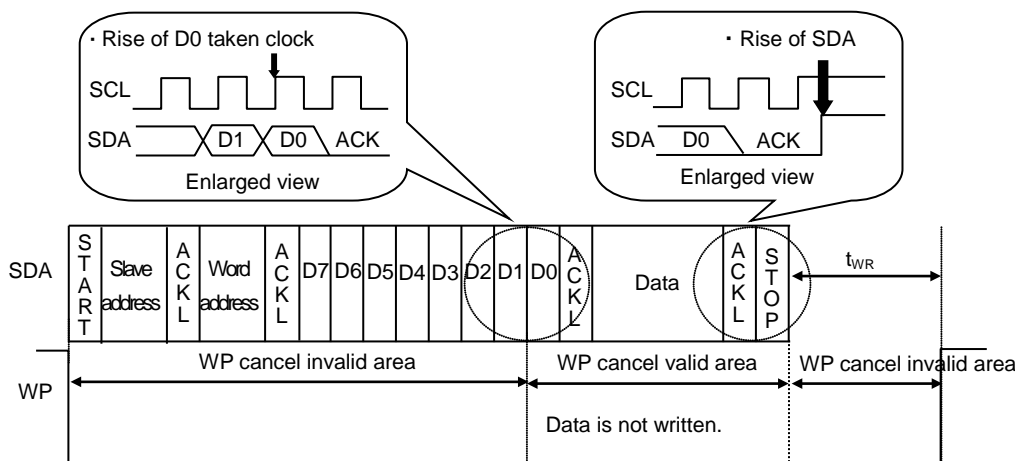 · Rise of D0 taken clock
SCL
SDA
D1
D0
ACK
Enlarged view
· Rise of SDA
SCL
SDA
D0
ACK
Enlarged view
SDA
START
Slave
address
ACKL
Word
address
ACKL
D7
D6
D5
D4
D3
D2
D1
D0
ACKL
Data
ACKL
STOP
tWR
WP cancel invalid area
WP cancel valid area
WP cancel invalid area
WP
Data is not written.